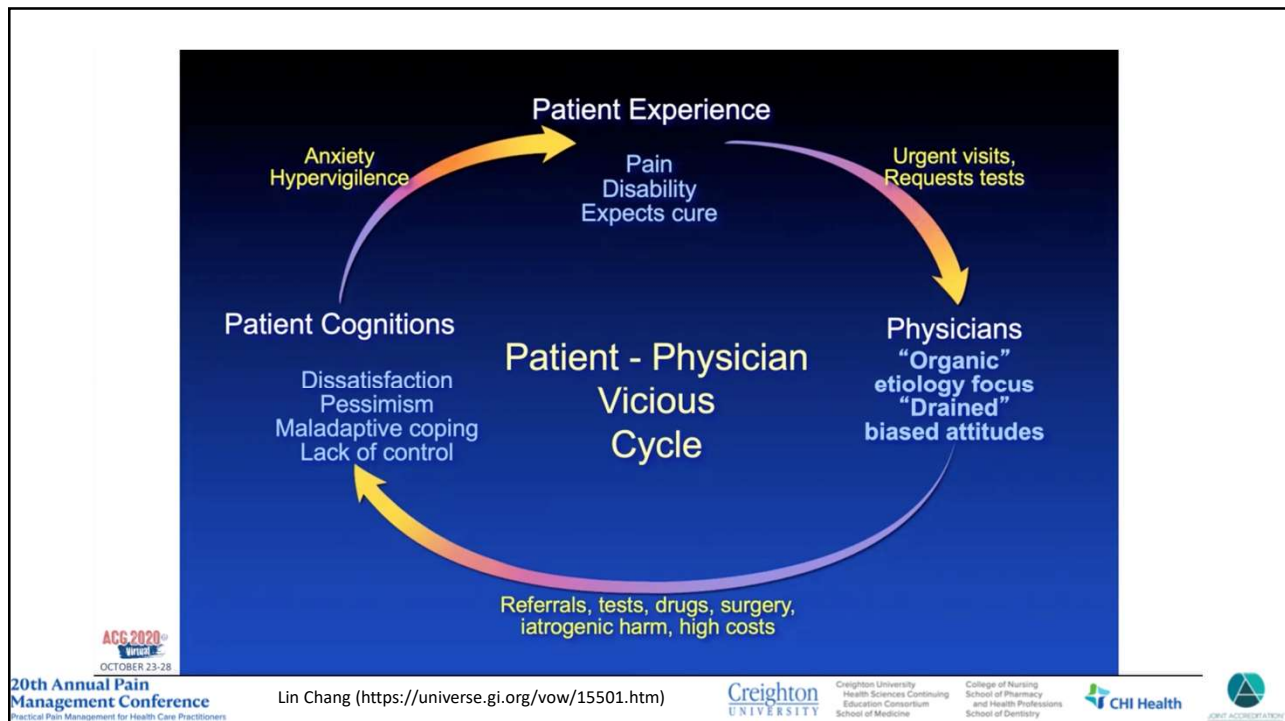 Patient Experience
Pain
Disability
Expects cure
Anxiety
Hypervigilence
Urgent visits,
Requests tests
Patient Cognitions
Dissatisfaction
Pessimism
Maladaptive coping
Lack of control
Patient - Physician
Vicious
Cycle
Physicians
“Organic”
etiology focus
“Drained”
biased attitudes
Referrals, tests, drugs, surgery,
iatrogenic harm, high costs
ACG 2020
Virtual
OCTOBER 23-28
20th Annual Pain
Management Conference
Practical Pain Management for Health Care Practitioners
Lin Chang (https://universe.gi.org/vow/15501.htm)
Creighton
UNIVERSITY
Creighton University
Health Sciences Continuing
Education Consortium
School of Medicine
College of Nursing
School of Pharmacy
and Health Professions
School of Dentistry
CHI Health
JOINT ACCREDITATION